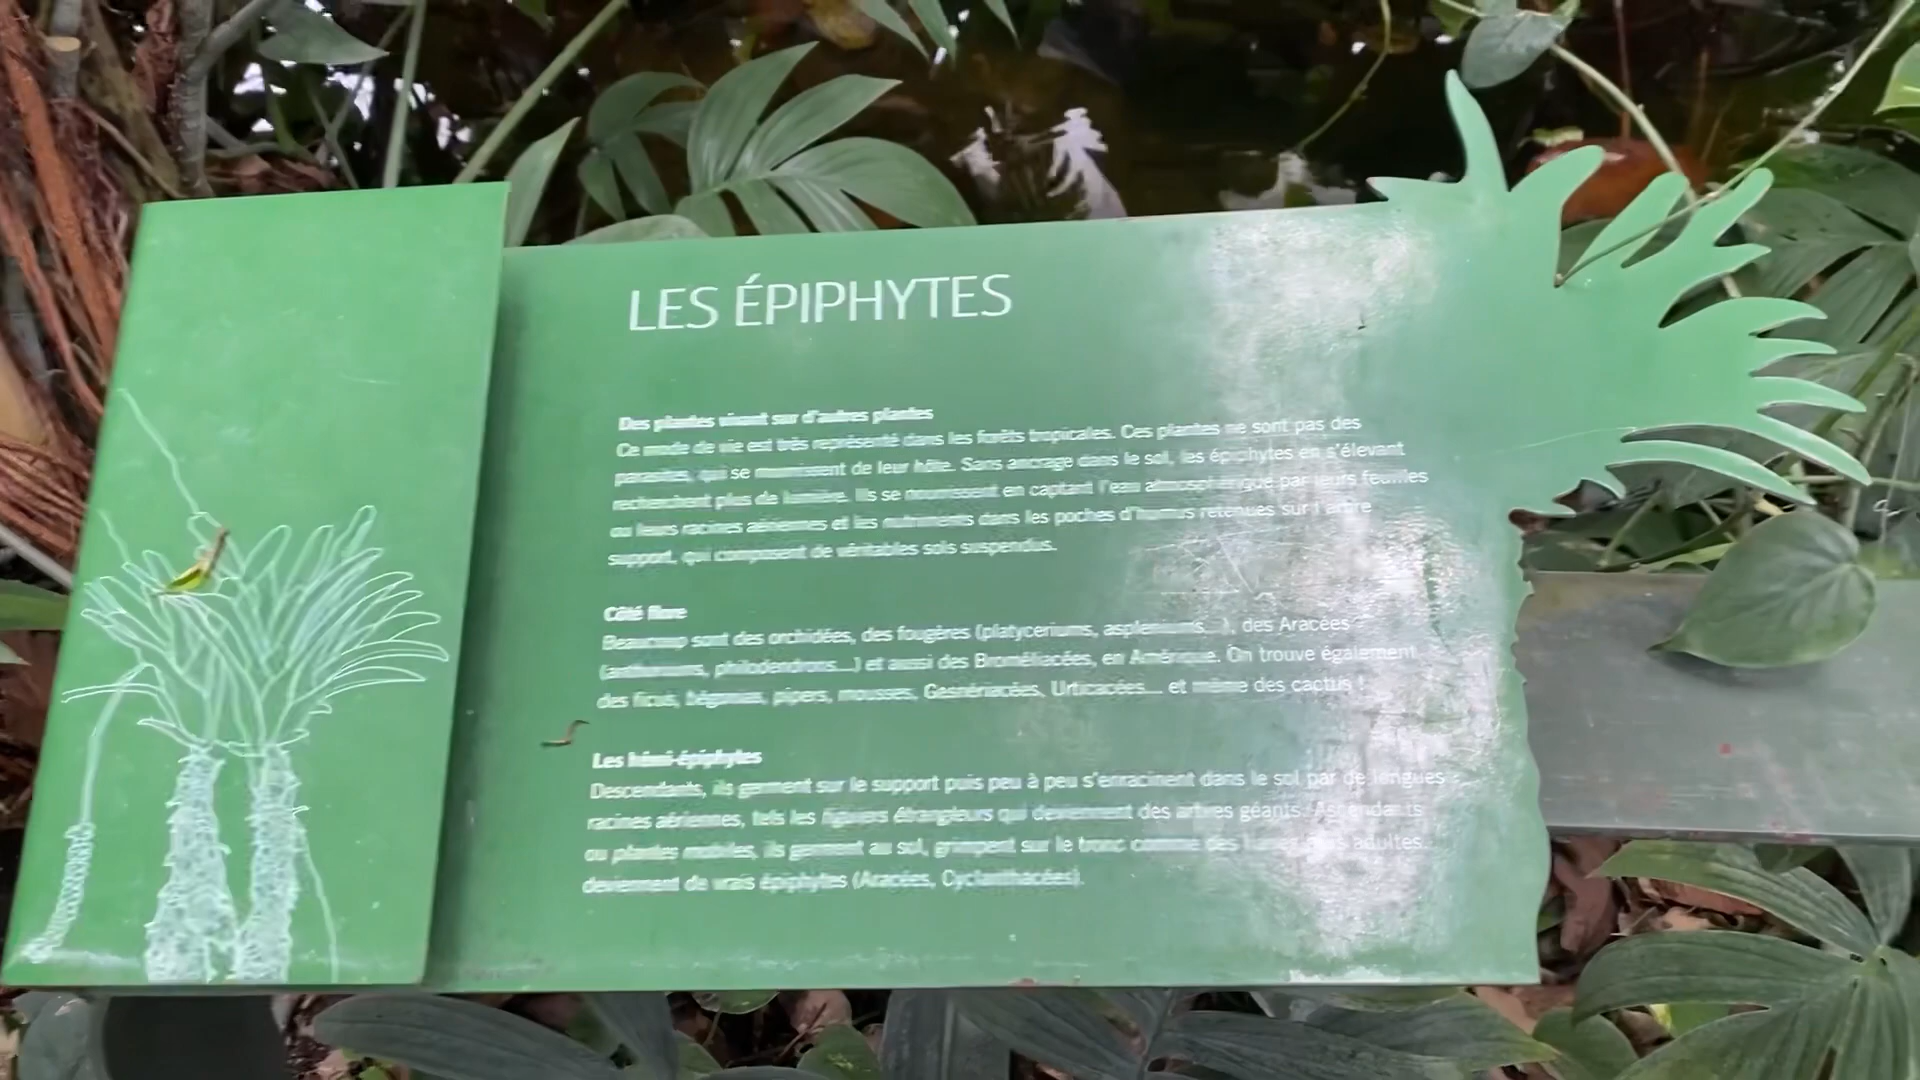 LES ÉPIPHYTES
Des plantes vivant sur d'autres plantes
Ce mode de vie est très représenté dans les forêts tropicales. Ces plantes ne sont pas des
parasites, qui se nourrissent de leur hôte. Sans ancrage dans le sol, les épiphytes en s'élevant
recherchent plus de lumière. Ils se nourrissent en captant l'eau atmosphérique par leurs feuilles
ou leurs racines aériennes et les nutriments dans les poches d'humus retenues sur l'arbre
support, qui composent de véritables sols suspendus.
Côté flore
Beaucoup sont des orchidées, des fougères (platyceriums, aspleniums...), des Aracées
(anthuriums, philodendrons...) et aussi des Broméliacées, en Amérique. On trouve également
des ficus, bégonias, pipers, mousses, Gesnériacées, Urticacées... et même des cactus !
Les hémi-épiphytes
Descendants, ils germent sur le support puis peu à peu s'enracinent dans le sol par de longues
racines aériennes, tels les figuiers étrangleurs qui deviennent des arbres géants. Ascendants
ou plantes mobiles, ils germent au sol, grimpent sur le tronc comme des lianes, puis adultes,
deviennent de vrais épiphytes (Aracées, Cyclanthacées).